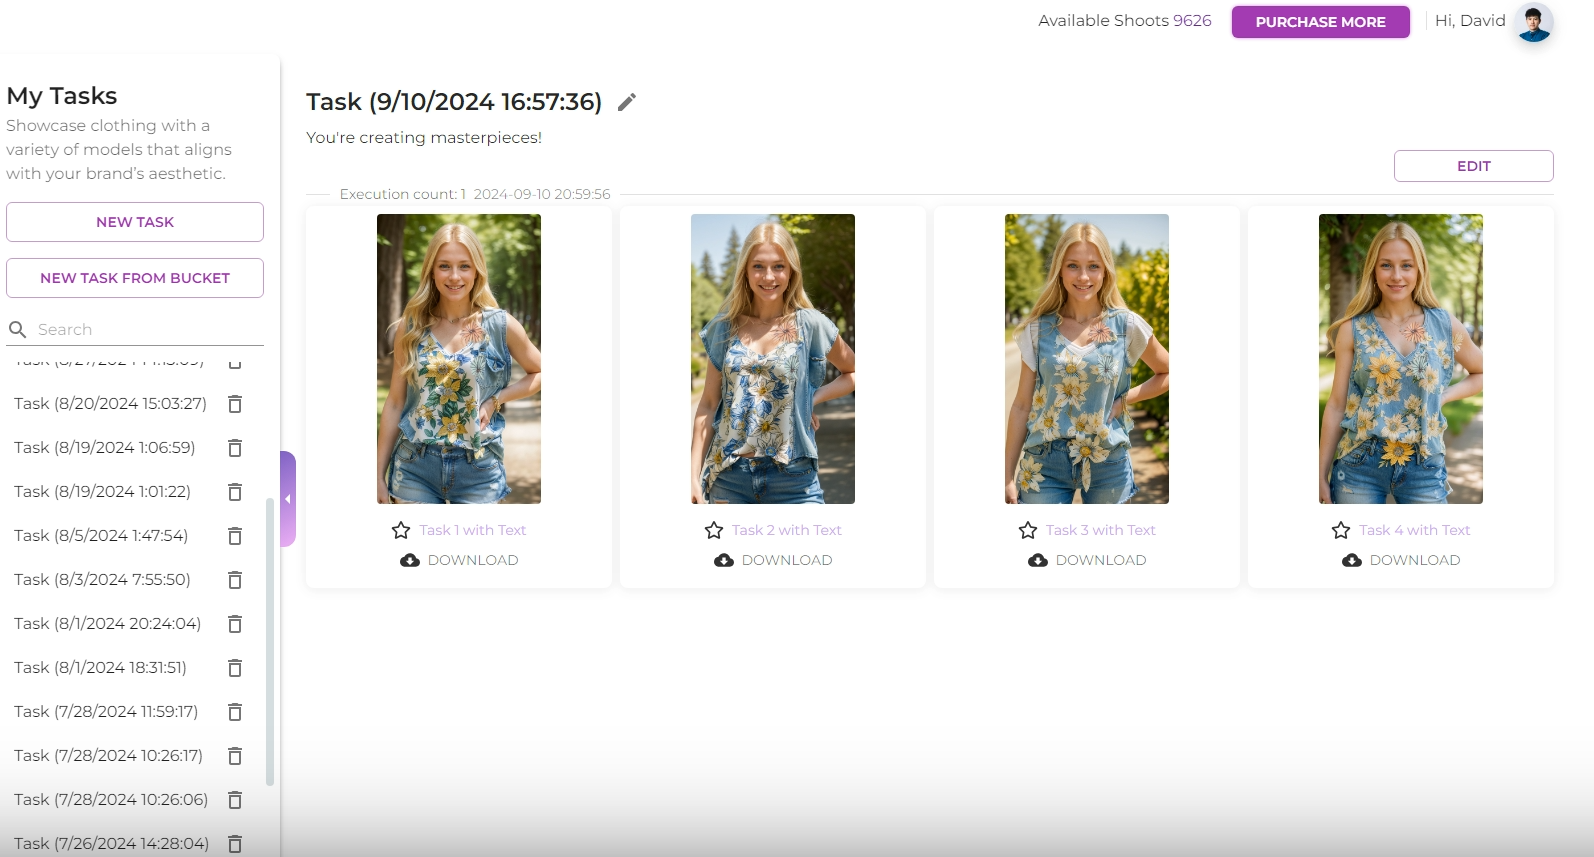 Available Shoots 9626
PURCHASE MORE
Hi, David
My Tasks
Showcase clothing with a
variety of models that aligns
with your brand's aesthetic.
NEW TASK
NEW TASK FROM BUCKET
Search
Task (8/20/2024 15:03:27)
Task (8/19/2024 1:06:59)
Task (8/19/2024 1:01:22)
Task (8/5/2024 1:47:54)
Task (8/3/2024 7:55:50)
Task (8/1/2024 20:24:04)
Task (8/1/2024 18:31:51)
Task (7/28/2024 11:59:17)
Task (7/28/2024 10:26:17)
Task (7/28/2024 10:26:06)
Task (7/26/2024 14:28:04)
Task (9/10/2024 16:57:36)
You're creating masterpieces!
EDIT
Execution count: 1 2024-09-10 20:59:56
Task 1 with Text
DOWNLOAD
Task 2 with Text
DOWNLOAD
Task 3 with Text
DOWNLOAD
Task 4 with Text
DOWNLOAD